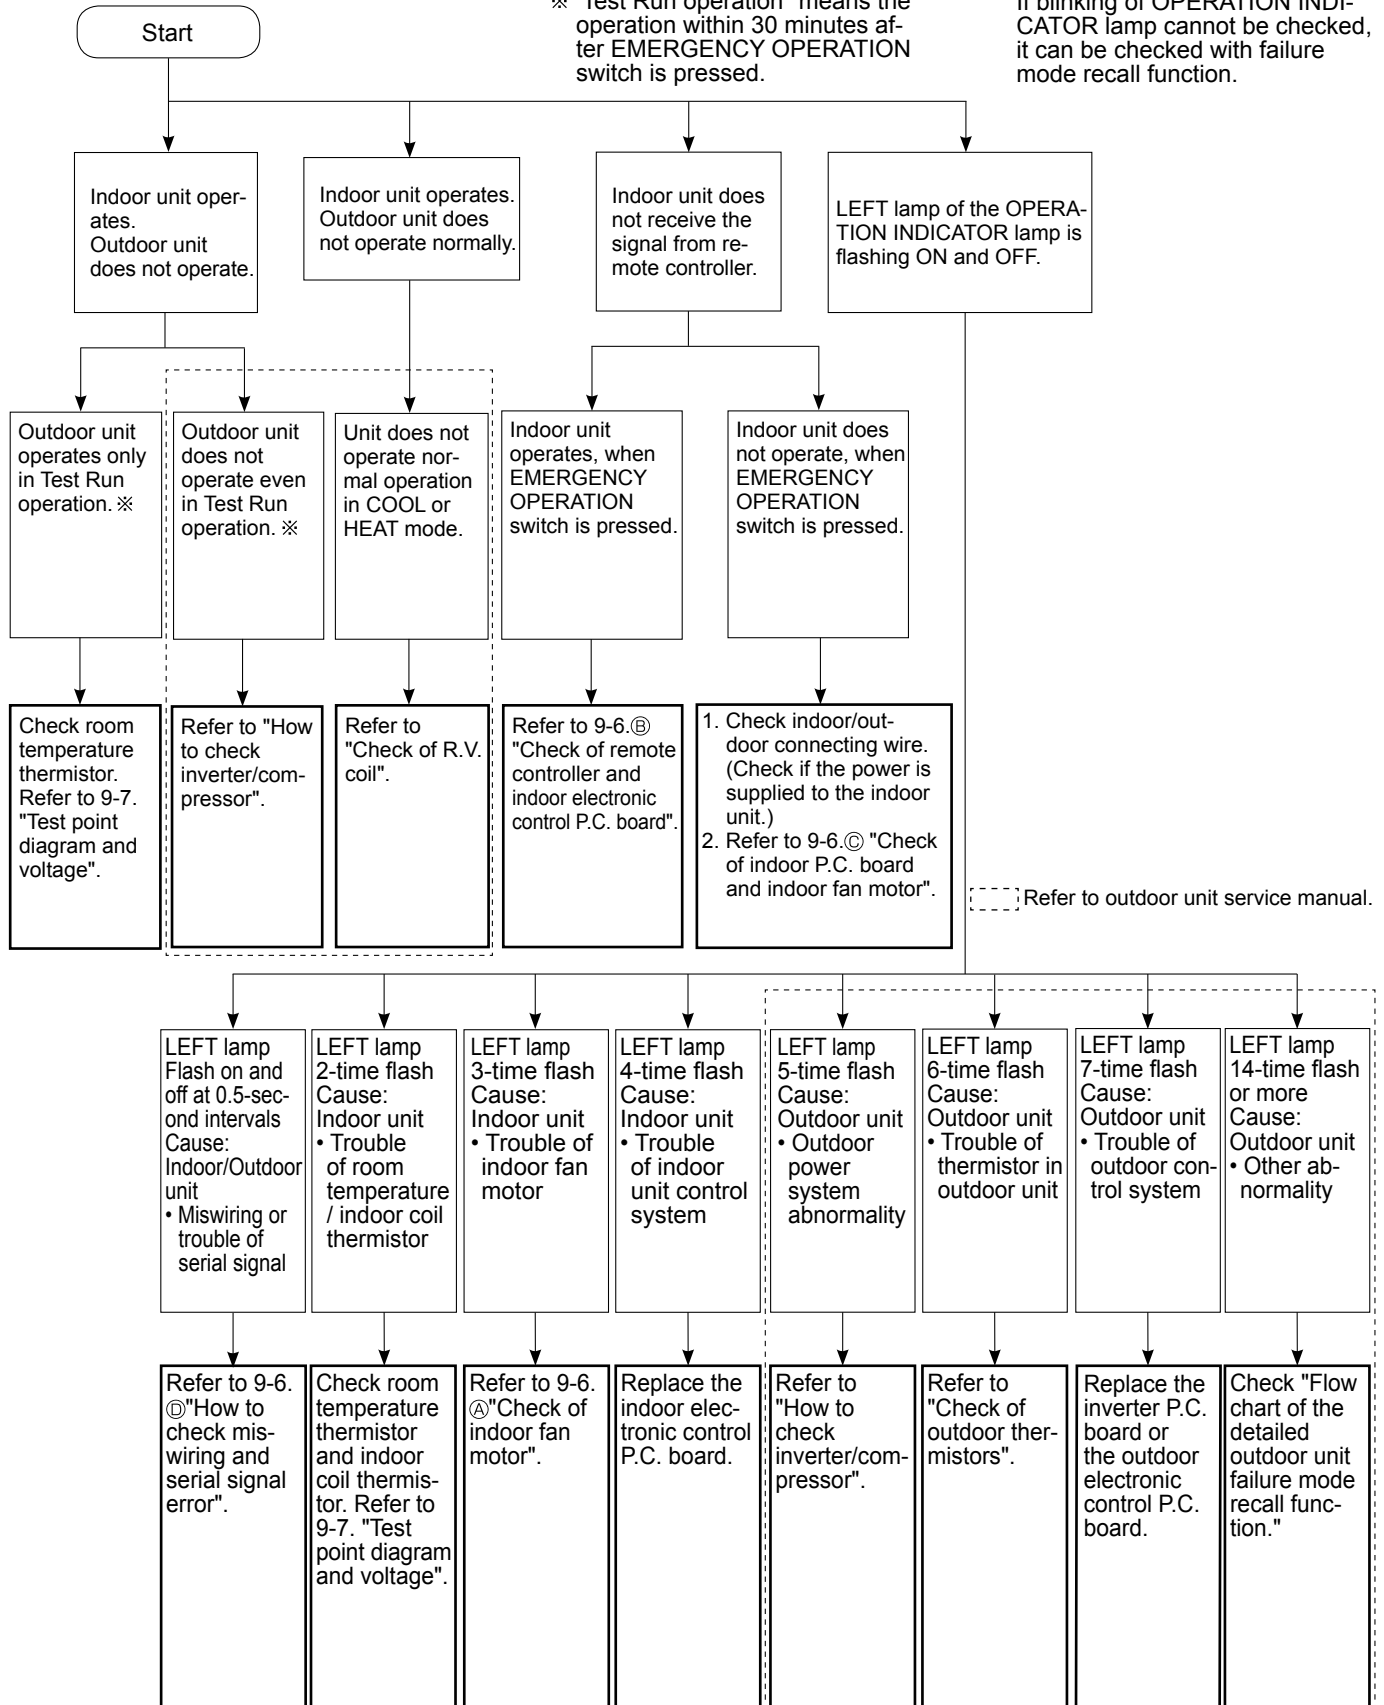 ※ "Test Run operation" means the
operation within 30 minutes af-
ter EMERGENCY OPERATION
switch is pressed.
If blinking of OPERATION INDI-
CATOR lamp cannot be checked,
it can be checked with failure
mode recall function.
Start
Indoor unit oper-
ates.
Outdoor unit
does not operate.
Indoor unit operates.
Outdoor unit does
not operate normally.
Indoor unit does
not receive the
signal from re-
mote controller.
LEFT lamp of the OPERA-
TION INDICATOR lamp is
flashing ON and OFF.
Outdoor unit
operates only
in Test Run
operation. ※
Outdoor unit
does not
operate even
in Test Run
operation. ※
Unit does not
operate nor-
mal operation
in COOL or
HEAT mode.
Indoor unit
operates, when
EMERGENCY
OPERATION
switch is pressed.
Indoor unit does
not operate, when
EMERGENCY
OPERATION
switch is pressed.
Check room
temperature
thermistor.
Refer to 9-7.
"Test point
diagram and
voltage".
Refer to "How
to check
inverter/com-
pressor".
Refer to
"Check of R.V.
coil".
Refer to 9-6.Ⓑ
"Check of remote
controller and
indoor electronic
control P.C. board".
1. Check indoor/out-
door connecting wire.
(Check if the power is
supplied to the indoor
unit.)
2. Refer to 9-6.Ⓒ "Check
of indoor P.C. board
and indoor fan motor".
Refer to outdoor unit service manual.
LEFT lamp
Flash on and
off at 0.5-sec-
ond intervals
Cause:
Indoor/Outdoor
unit
• Miswiring or
trouble of
serial signal
LEFT lamp
2-time flash
Cause:
Indoor unit
• Trouble
of room
temperature
/ indoor coil
thermistor
LEFT lamp
3-time flash
Cause:
Indoor unit
• Trouble of
indoor fan
motor
LEFT lamp
4-time flash
Cause:
Indoor unit
• Trouble
of indoor
unit control
system
LEFT lamp
5-time flash
Cause:
Outdoor unit
• Outdoor
power
system
abnormality
LEFT lamp
6-time flash
Cause:
Outdoor unit
• Trouble of
thermistor in
outdoor unit
LEFT lamp
7-time flash
Cause:
Outdoor unit
• Trouble of
outdoor con-
trol system
LEFT lamp
14-time flash
or more
Cause:
Outdoor unit
• Other ab-
normality
Refer to 9-6.
Ⓓ"How to
check mis-
wiring and
serial signal
error".
Check room
temperature
thermistor
and indoor
coil thermis-
tor. Refer to
9-7. "Test
point diagram
and voltage".
Refer to 9-6.
Ⓐ"Check of
indoor fan
motor".
Replace the
indoor elec-
tronic control
P.C. board.
Refer to
"How to
check
inverter/com-
pressor".
Refer to
"Check of
outdoor ther-
mistors".
Replace the
inverter P.C.
board or
the outdoor
electronic
control P.C.
board.
Check "Flow
chart of the
detailed
outdoor unit
failure mode
recall func-
tion."